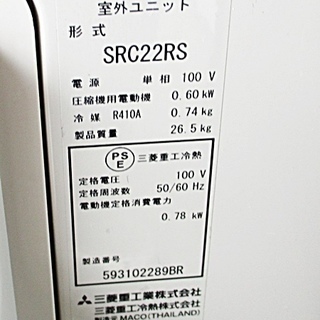 室外ユニット
形式
SRC22RS
電源 単相 100 V
圧縮機用電動機 0.60 kW
冷媒 R410A 0.74 kg
製品質量 26.5 kg
PS E 三菱重工冷熱
定格電圧 100 V
定格周波数 50/60 Hz
電動機定格消費電力
0.78 kW
製造番号
593102289BR
三菱重工業株式会社
三菱重工冷熱株式会社
製造元 MACO(THAILAND)